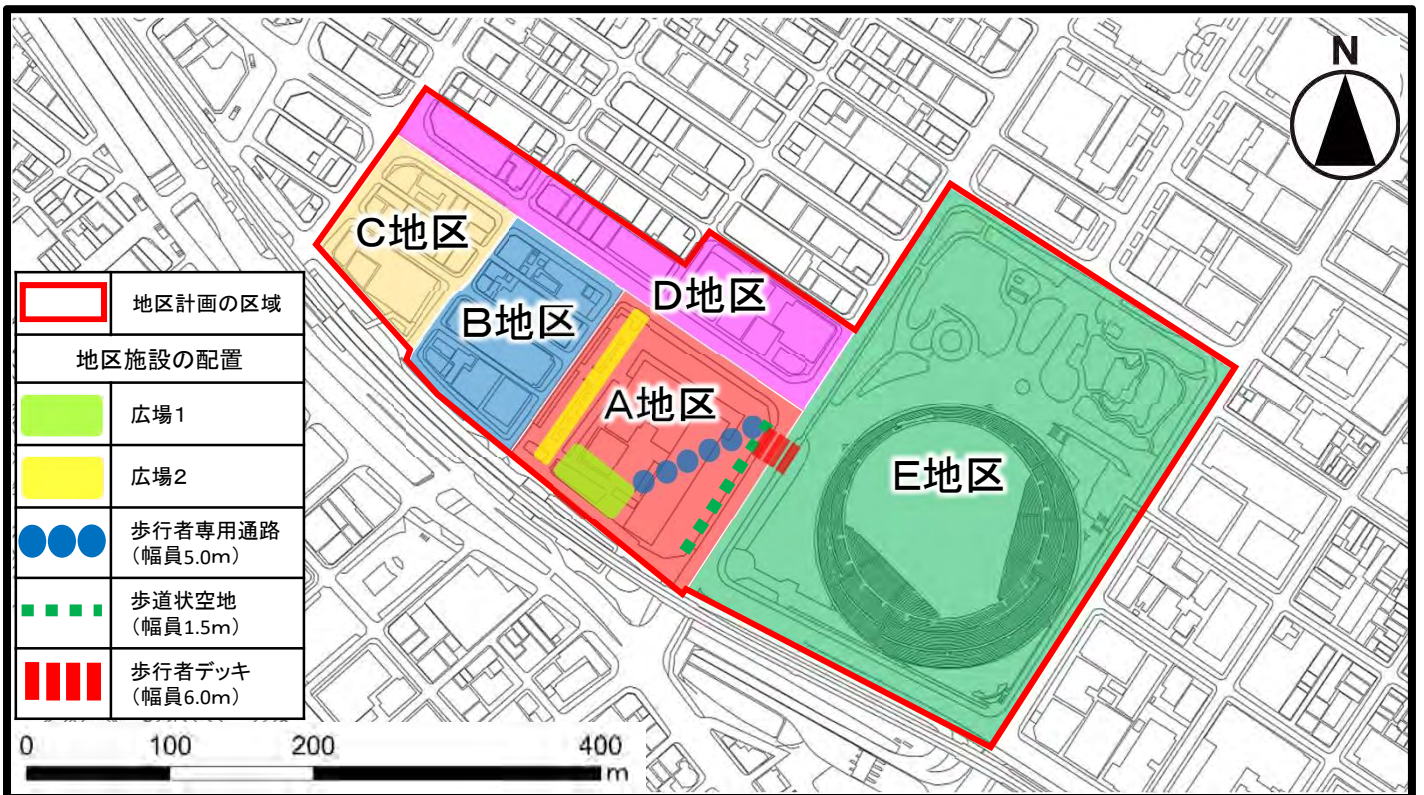 N
C地区
B地区
D地区
A地区
E地区
地区計画の区域
地区施設の配置
広場1
広場2
歩行者専用通路
(幅員5.0m)
歩道状空地
(幅員1.5m)
歩行者デッキ
(幅員6.0m)
0 100 200 400
m